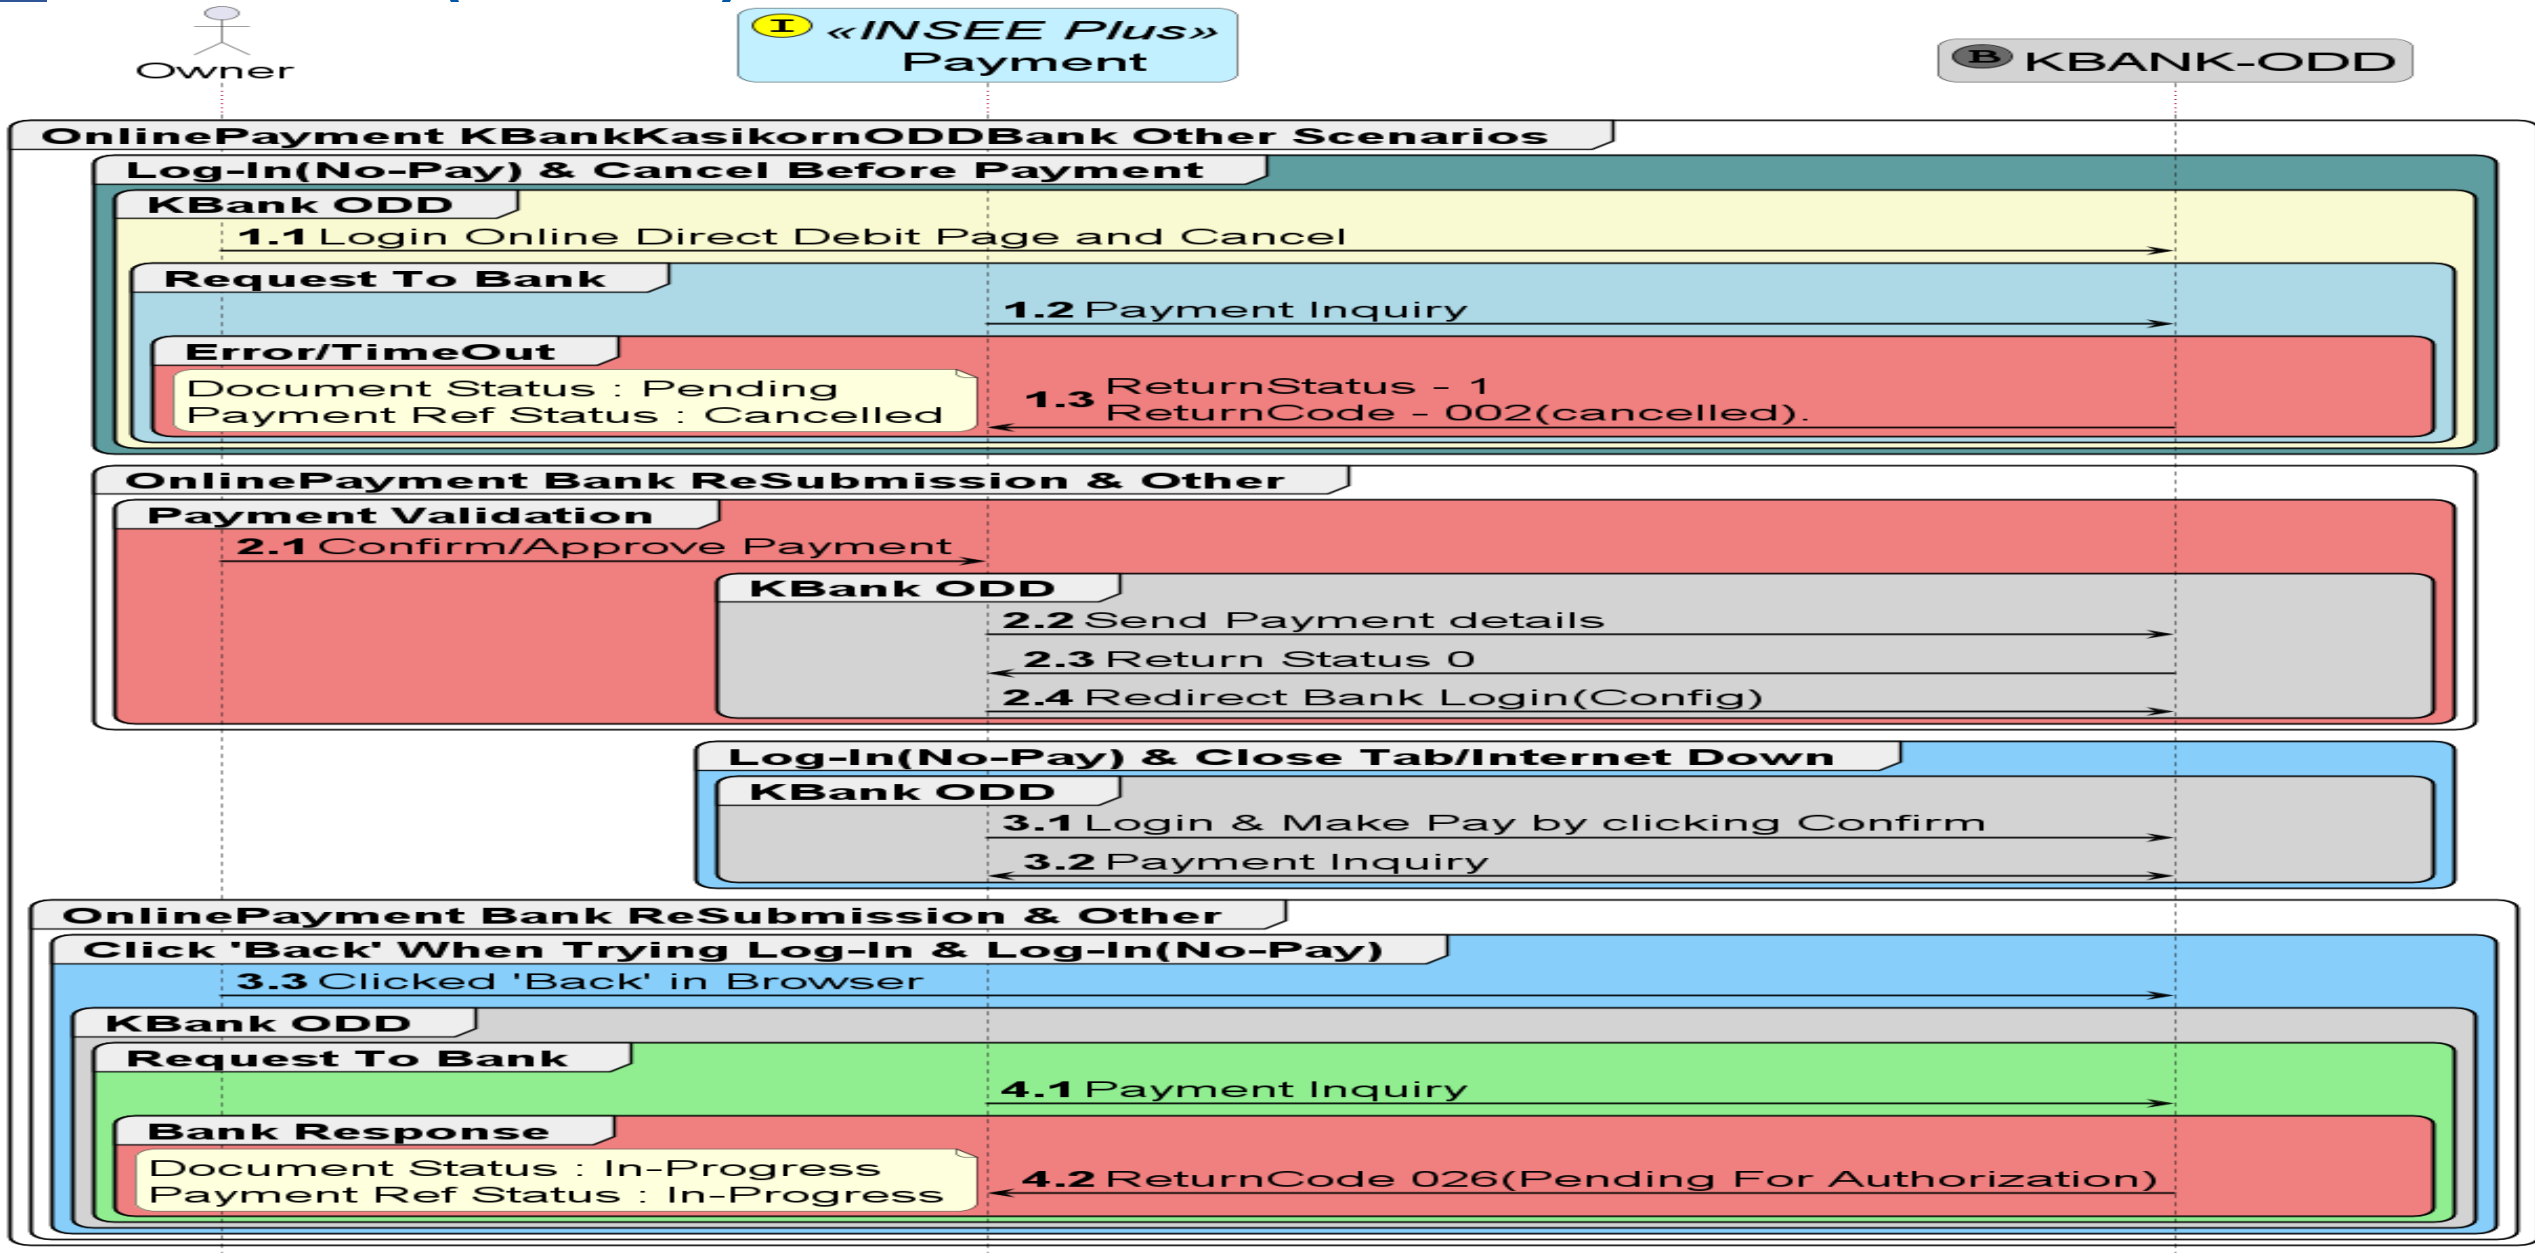 I «INSEE Plus»
Owner
Payment
B KBANK-ODD
OnlinePayment KBankKasikornODDBank Other Scenarios
Log-In(No-Pay) & Cancel Before Payment
KBank ODD
1.1 Login Online Direct Debit Page and Cancel
Request To Bank
1.2 Payment Inquiry
Error/TimeOut
Document Status : Pending
Payment Ref Status : Cancelled
1.3 ReturnStatus - 1
ReturnCode - 002(cancelled).
OnlinePayment Bank ReSubmission & Other
Payment Validation
2.1 Confirm/Approve Payment
KBank ODD
2.2 Send Payment details
2.3 Return Status 0
2.4 Redirect Bank Login(Config)
Log-In(No-Pay) & Close Tab/Internet Down
KBank ODD
3.1 Login & Make Pay by clicking Confirm
3.2 Payment Inquiry
OnlinePayment Bank ReSubmission & Other
Click 'Back' When Trying Log-In & Log-In(No-Pay)
3.3 Clicked 'Back' in Browser
KBank ODD
Request To Bank
4.1 Payment Inquiry
Bank Response
Document Status : In-Progress
Payment Ref Status : In-Progress
4.2 ReturnCode 026(Pending For Authorization)